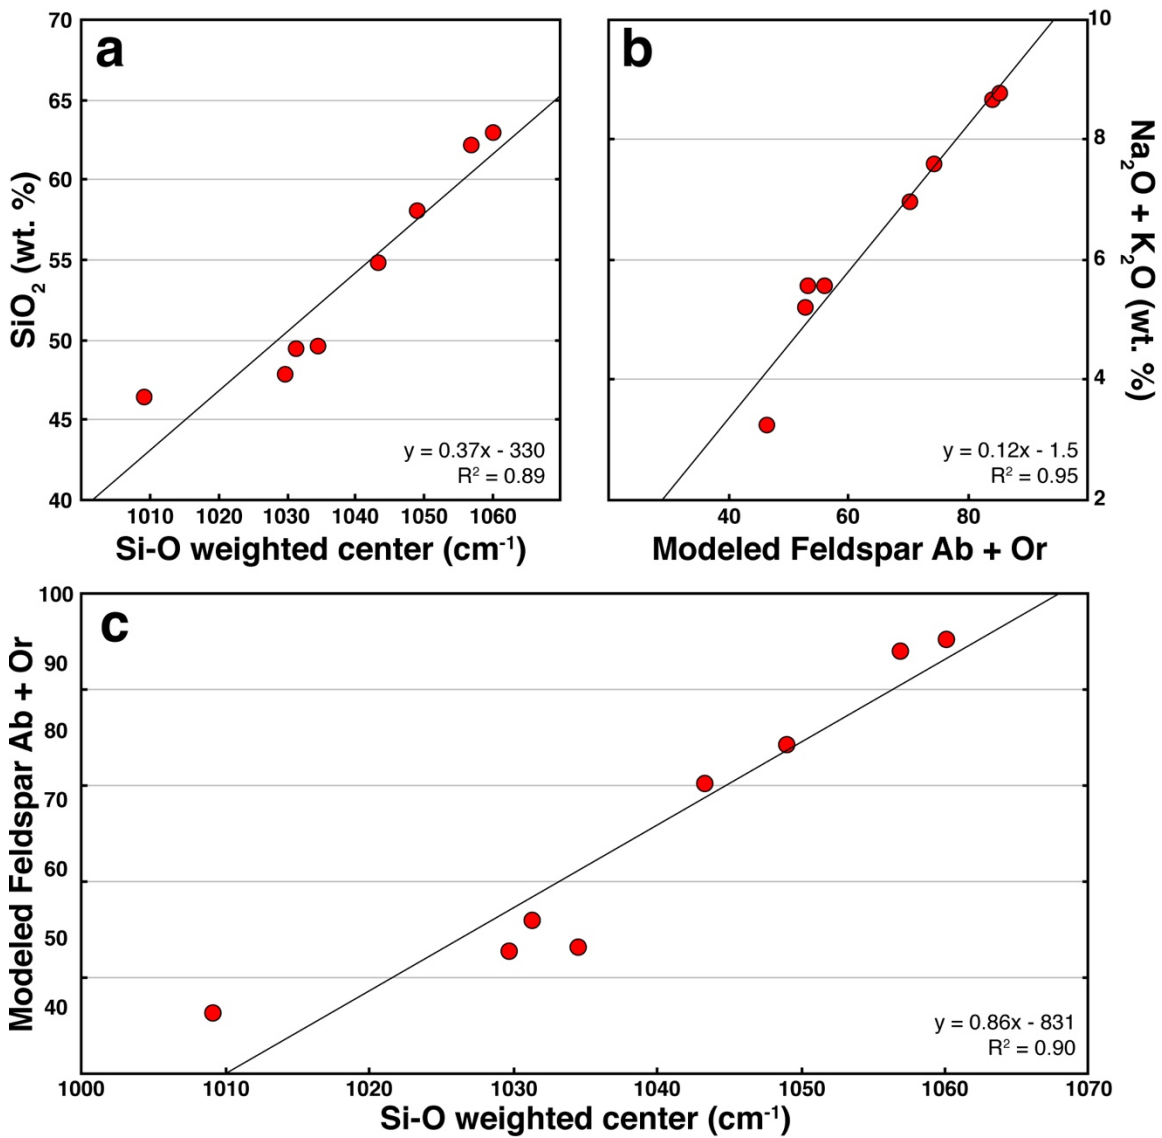 a
70
65
60
55
50
45
40
SiO₂ (wt. %)
y = 0.37x - 330
R² = 0.89
1010 1020 1030 1040 1050 1060
Si-O weighted center (cm⁻¹)
b
10
8
6
4
2
Na₂O + K₂O (wt. %)
y = 0.12x - 1.5
R² = 0.95
40 60 80
Modeled Feldspar Ab + Or
c
100
90
80
70
60
50
40
Modeled Feldspar Ab + Or
y = 0.86x - 831
R² = 0.90
1000 1010 1020 1030 1040 1050 1060 1070
Si-O weighted center (cm⁻¹)